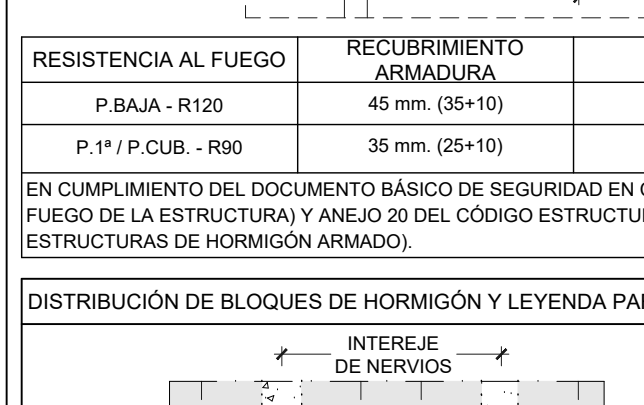 RESISTENCIA AL FUEGO
RECUBRIMIENTO
ARMADURA
P.BAJA - R120
45 mm. (35+10)
P.1ª / P.CUB. - R90
35 mm. (25+10)
EN CUMPLIMIENTO DEL DOCUMENTO BÁSICO DE SEGURIDAD EN
FUEGO DE LA ESTRUCTURA) Y ANEJO 20 DEL CÓDIGO
ESTRUCTURAS DE HORMIGÓN ARMADO).
DISTRIBUCIÓN DE BLOQUES DE HORMIGÓN Y LEYENDA
INTEREJE
DE NERVIOS